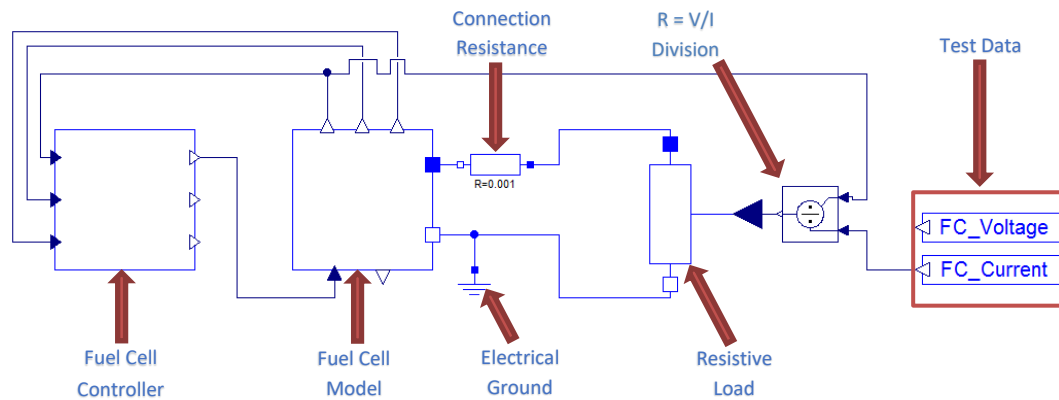 Connection
Resistance
R = V/I
Division
Test Data
R=0.001
FC_Voltage
FC_Current
Fuel Cell
Controller
Fuel Cell
Model
Electrical
Ground
Resistive
Load